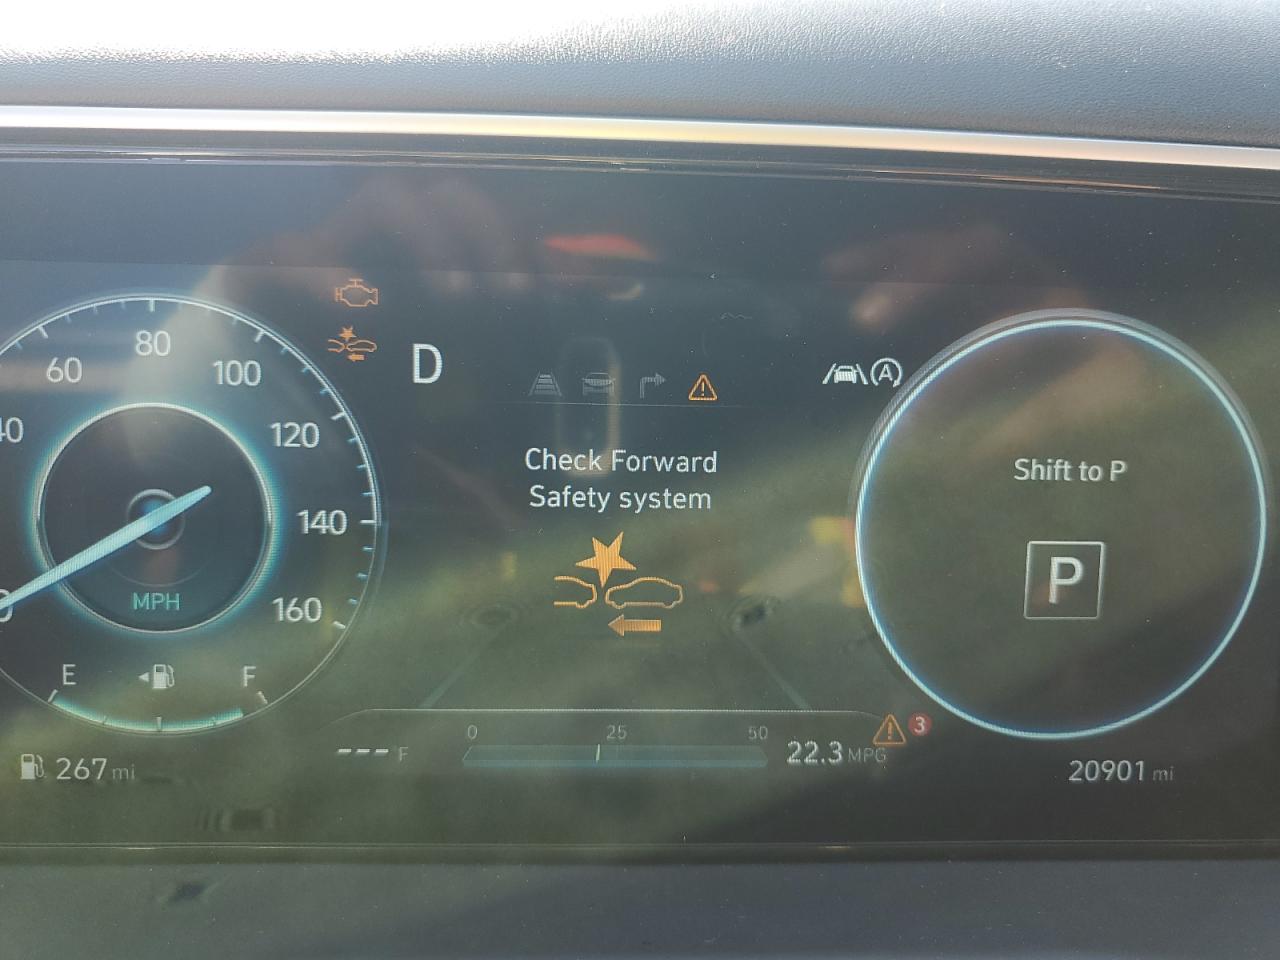 60
80
100
120
140
160
MPH
E
F
267 mi
D
A
Check Forward
Safety system
--- F
0
25
50
22.3 MPG
3
Shift to P
P
20901 mi